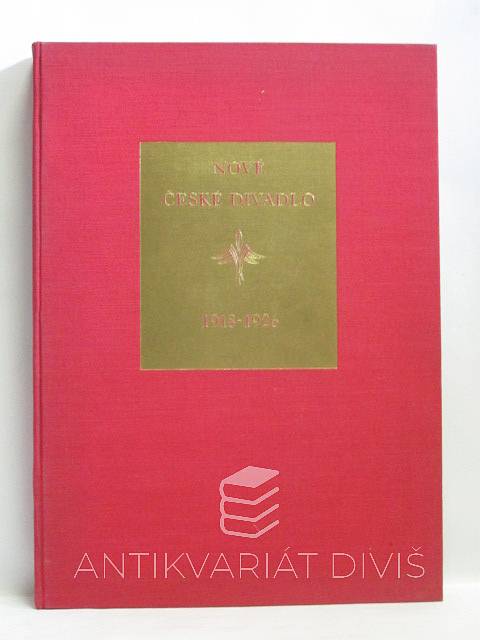 NOVÉ
ČESKÉ DIVADLO
1918-1926
ANTIKVARIÁT DIVIŠ